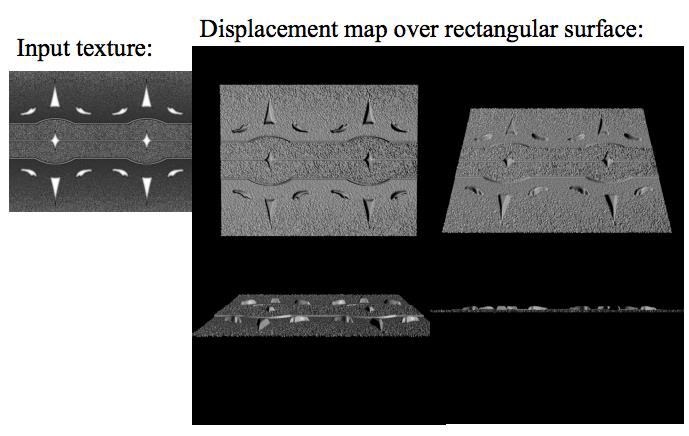 Displacement map over rectangular surface:
Input texture: